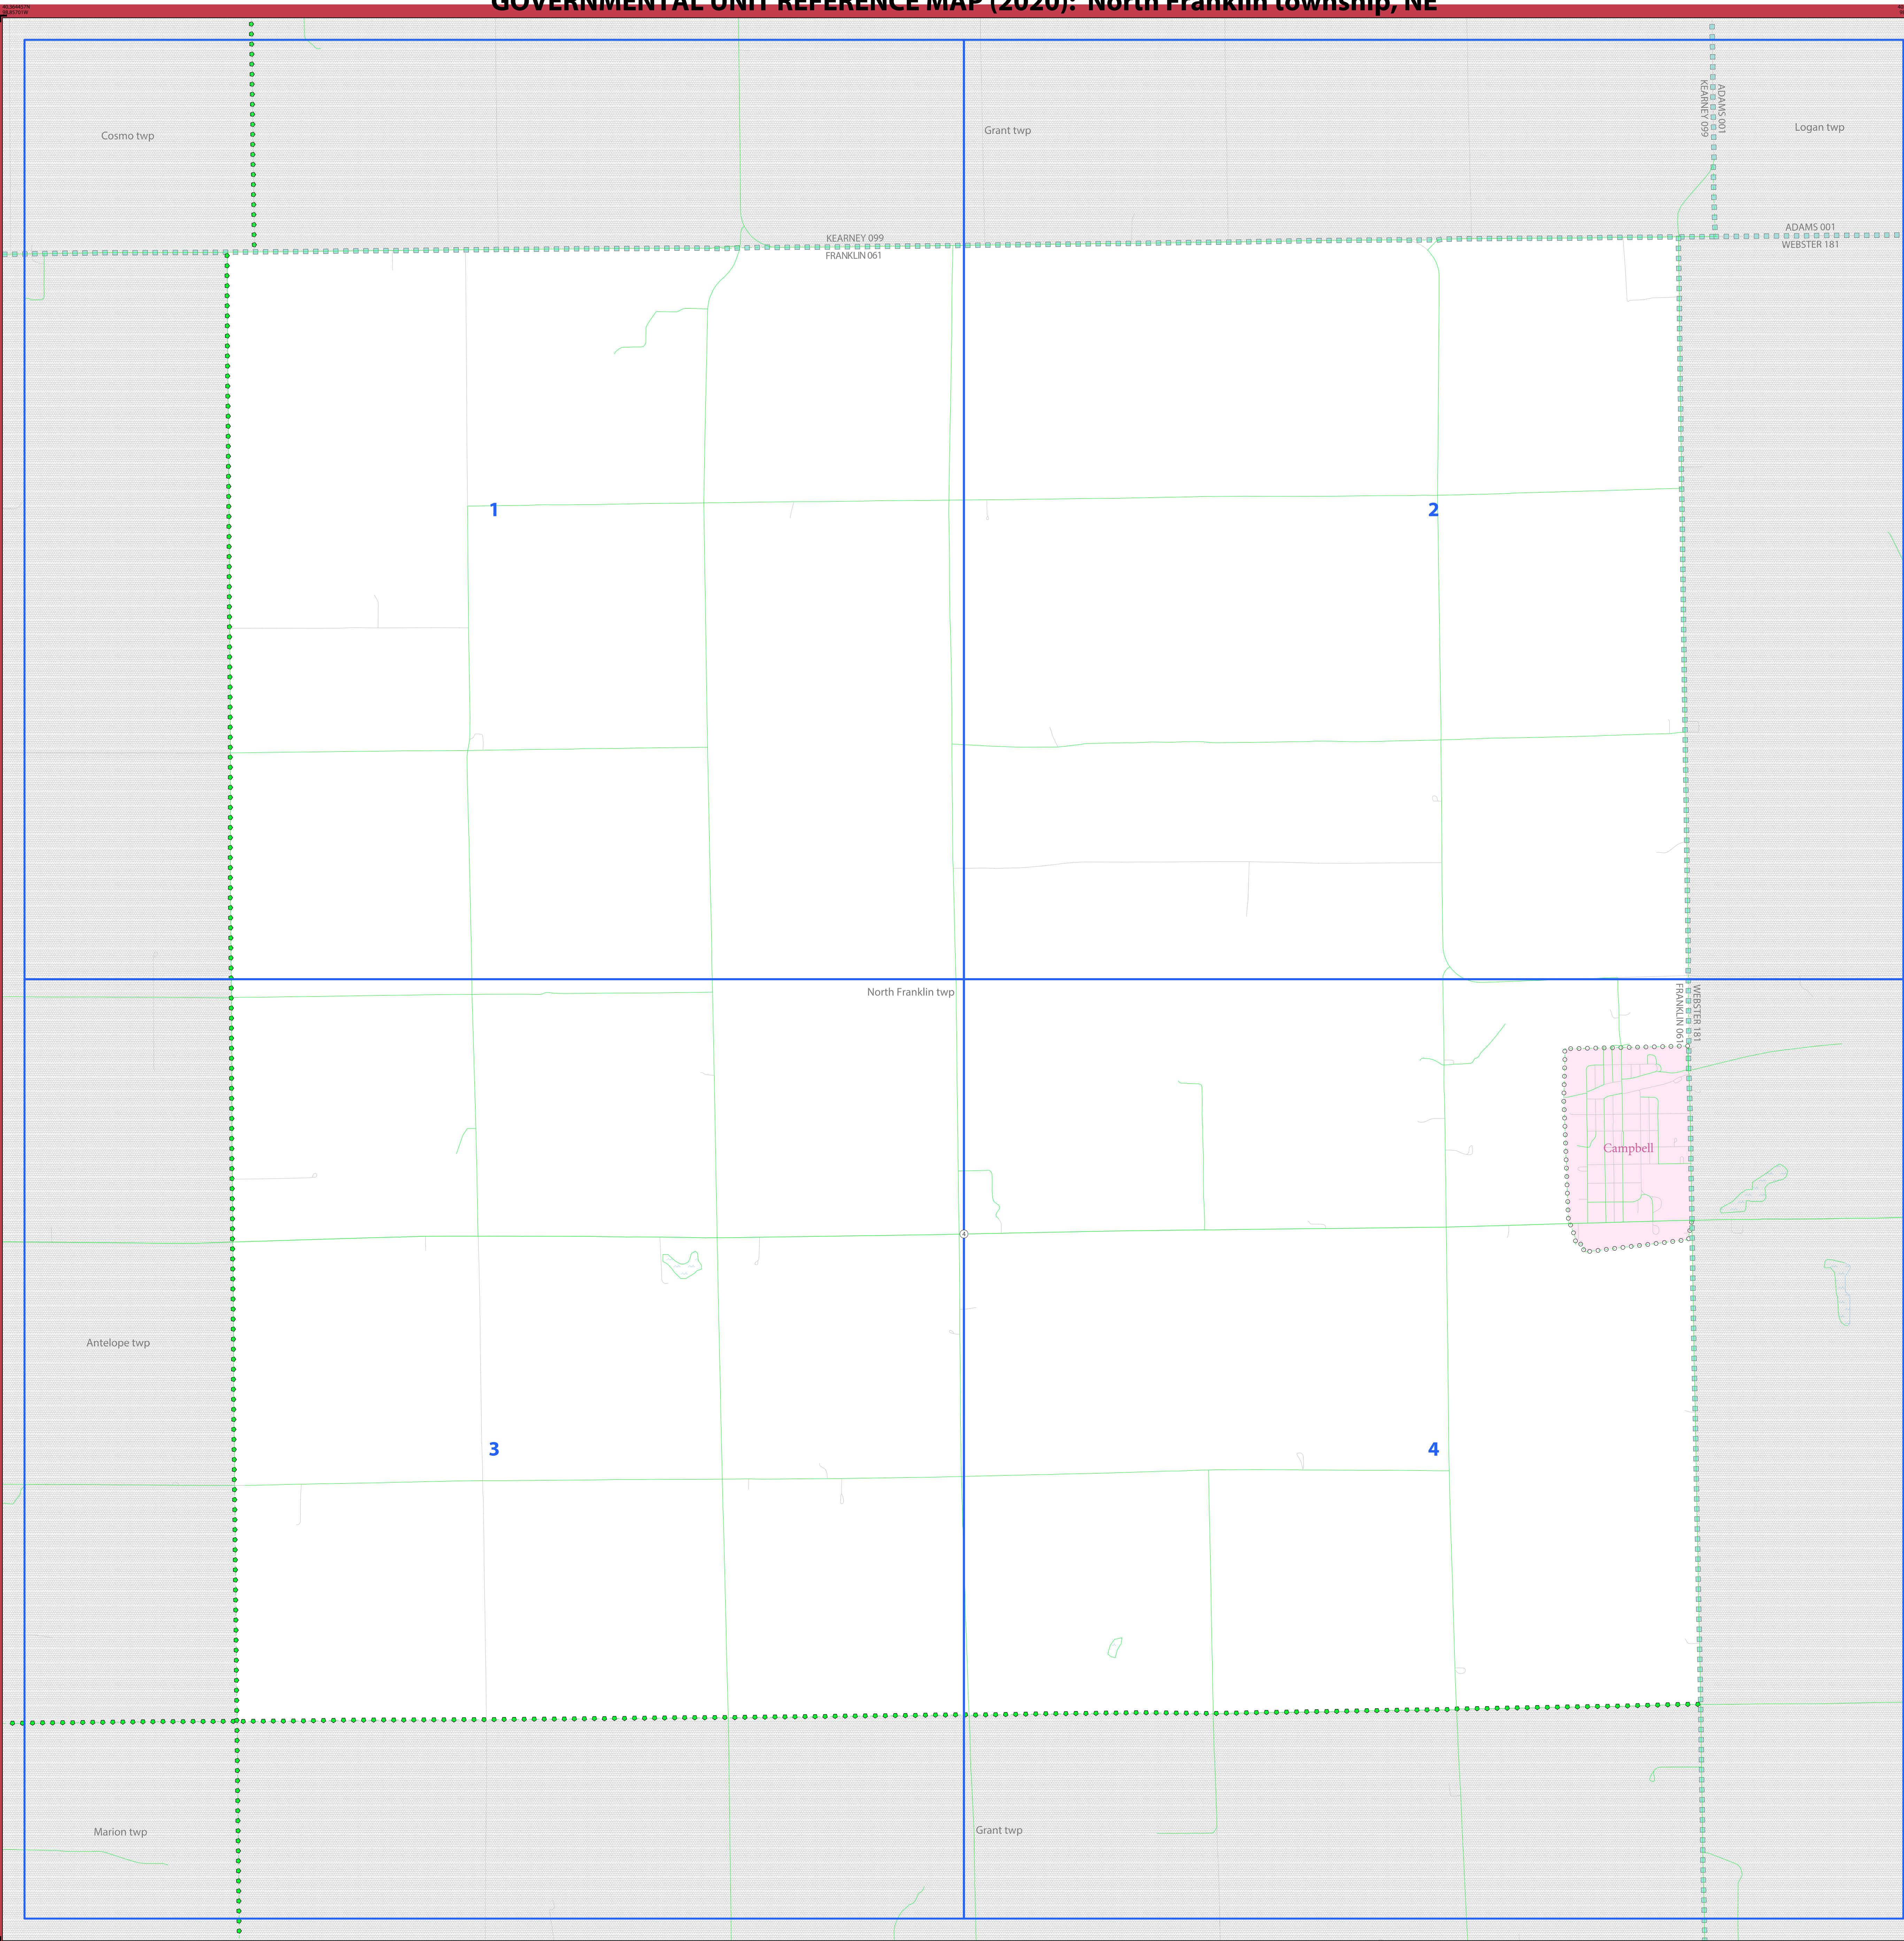 GOVERNMENTAL UNIT REFERENCE MAP (2020): North Franklin township, NE
Cosmo twp
Grant twp
KEARNEY 099
ADAMS 001
Logan twp
KEARNEY 099
FRANKLIN 061
ADAMS 001
WEBSTER 181
1
2
North Franklin twp
FRANKLIN 061
WEBSTER 181
Campbell
4
Antelope twp
3
4
Marion twp
Grant twp